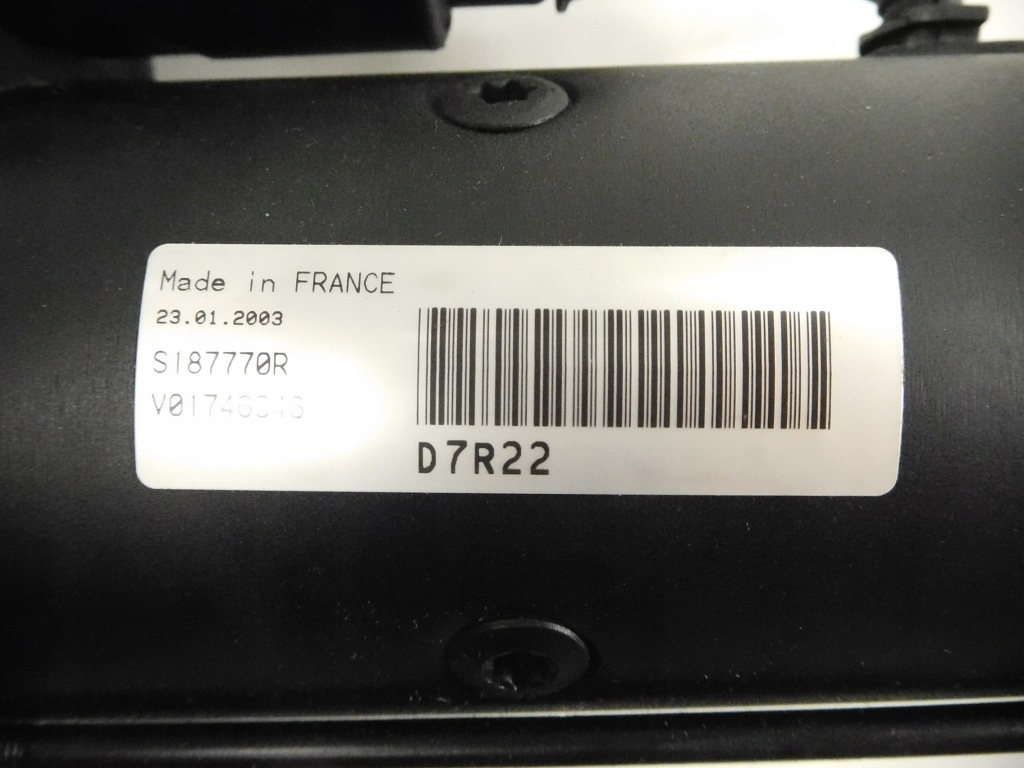 Made in FRANCE
23.01.2003
S187770R
D7R22